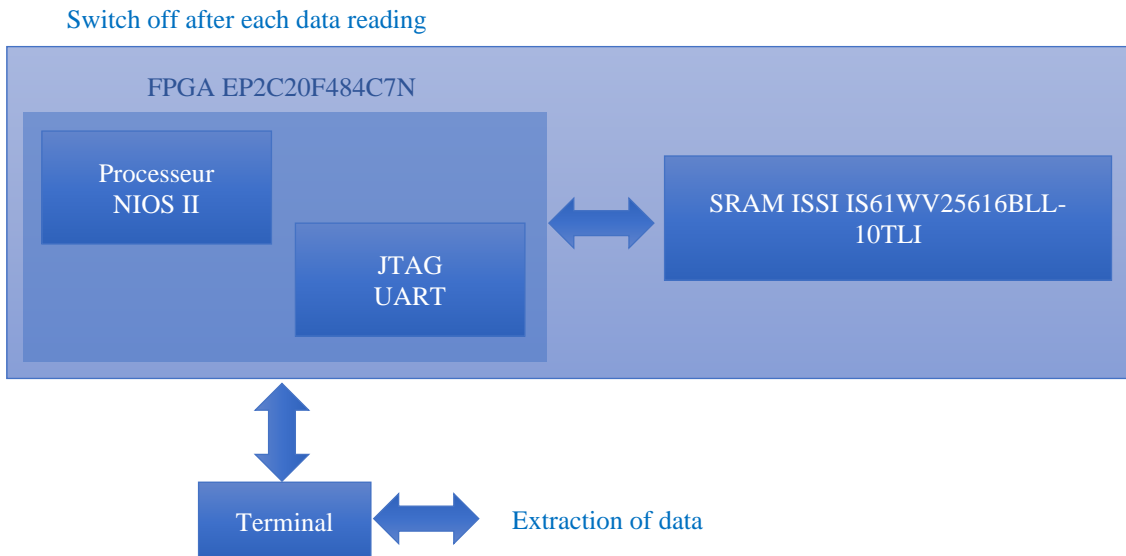 Switch off after each data reading
FPGA EP2C20F484C7N
Processeur
NIOS II
JTAG
UART
SRAM ISSI IS61WV25616BLL-
10TLI
Terminal
Extraction of data